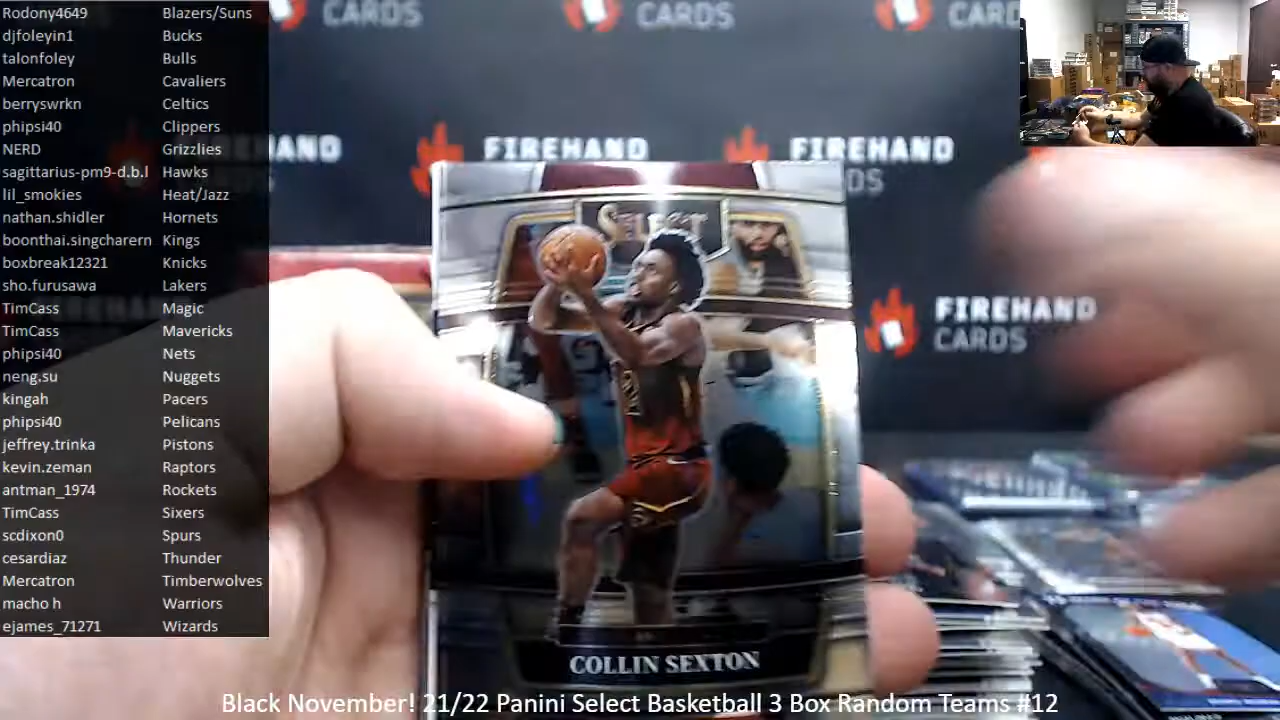 Rodony4649 Blazers/Suns
djfoleyin1 Bucks
talonfoley Bulls
Mercatron Cavaliers
berryswrkn Celtics
phipsi40 Clippers
NERD Grizzlies
sagittarius-pm9-d.b.l Hawks
lil_smokies Heat/Jazz
nathan.shidler Hornets
boonthai.singcharern Kings
boxbreak12321 Knicks
sho.furusawa Lakers
TimCass Magic
TimCass Mavericks
phipsi40 Nets
neng.su Nuggets
kingah Pacers
phipsi40 Pelicans
jeffrey.trinka Pistons
kevin.zeman Raptors
antman_1974 Rockets
TimCass Sixers
scdixon0 Spurs
cesardiaz Thunder
Mercatron Timberwolves
macho h Warriors
ejames_71271 Wizards
CARDS
CARDS
CARD
HAND
FIREHAND
FIREHAND
DS
FIREHAND
CARDS
SELECT
COLLIN SEXTON
Black November! 21/22 Panini Select Basketball 3 Box Random Teams #12